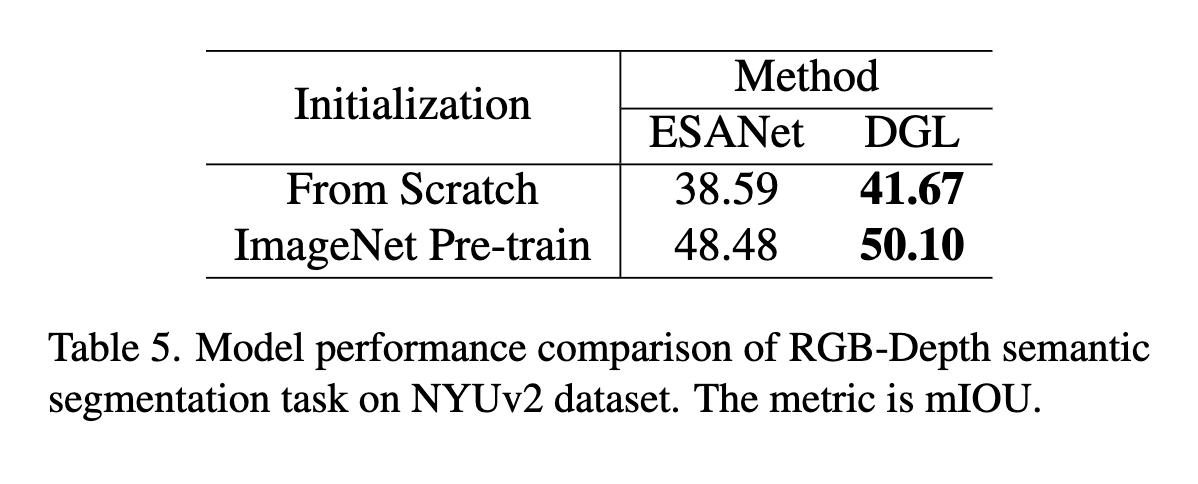 Initialization
Method
ESANet DGL
From Scratch 38.59 41.67
ImageNet Pre-train 48.48 50.10
Table 5. Model performance comparison of RGB-Depth semantic
segmentation task on NYUv2 dataset. The metric is mIOU.